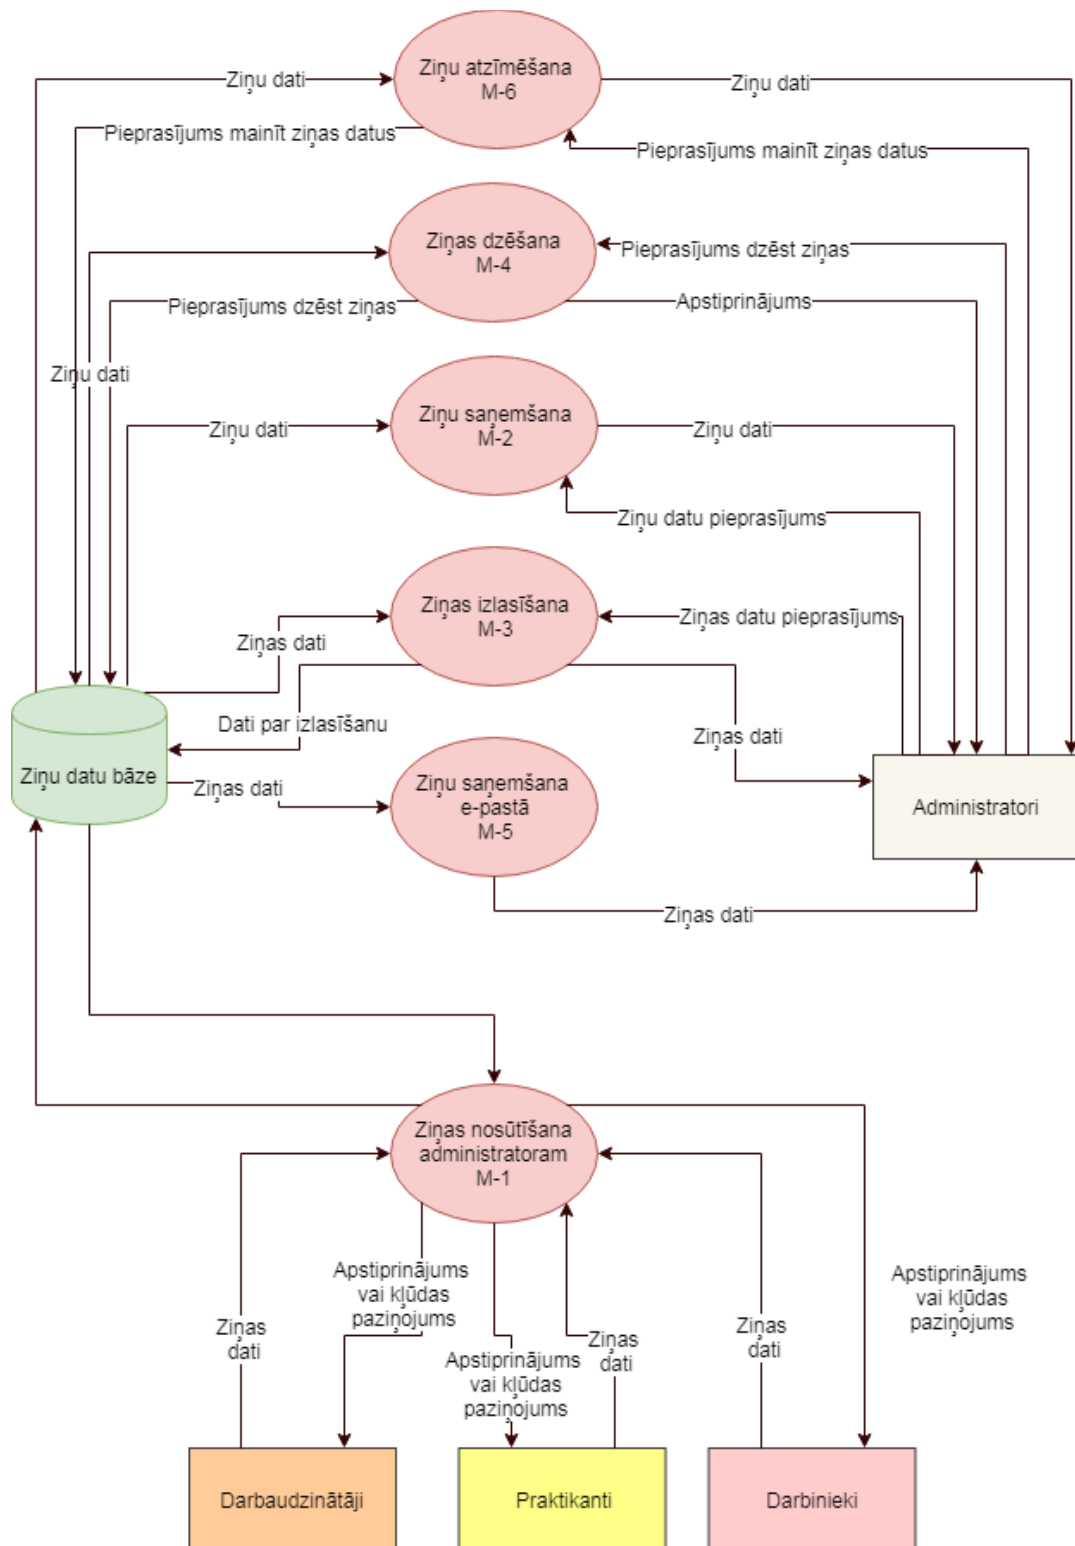 Ziņu atzīmēšana
M-6
Ziņu dati
Ziņu dati
Pieprasījums mainīt ziņas datus
Pieprasījums mainīt ziņas datus
Ziņas dzēšana
M-4
Pieprasījums dzēst ziņas
Pieprasījums dzēst ziņas
Apstiprinājums
Ziņu dati
Ziņu saņemšana
M-2
Ziņu dati
Ziņu dati
Ziņu datu pieprasījums
Ziņas izlasīšana
M-3
Ziņas datu pieprasījums
Ziņas dati
Dati par izlasīšanu
Ziņas dati
Ziņu datu bāze
Ziņas dati
Ziņu saņemšana
e-pastā
M-5
Administratori
Ziņas dati
Ziņas nosūtīšana
administratoram
M-1
Apstiprinājums
vai kļūdas
paziņojums
Apstiprinājums
vai kļūdas
paziņojums
Ziņas
dati
Apstiprinājums
vai kļūdas
paziņojums
Ziņas
dati
Ziņas
dati
Darbaudzinātāji
Praktikanti
Darbinieki